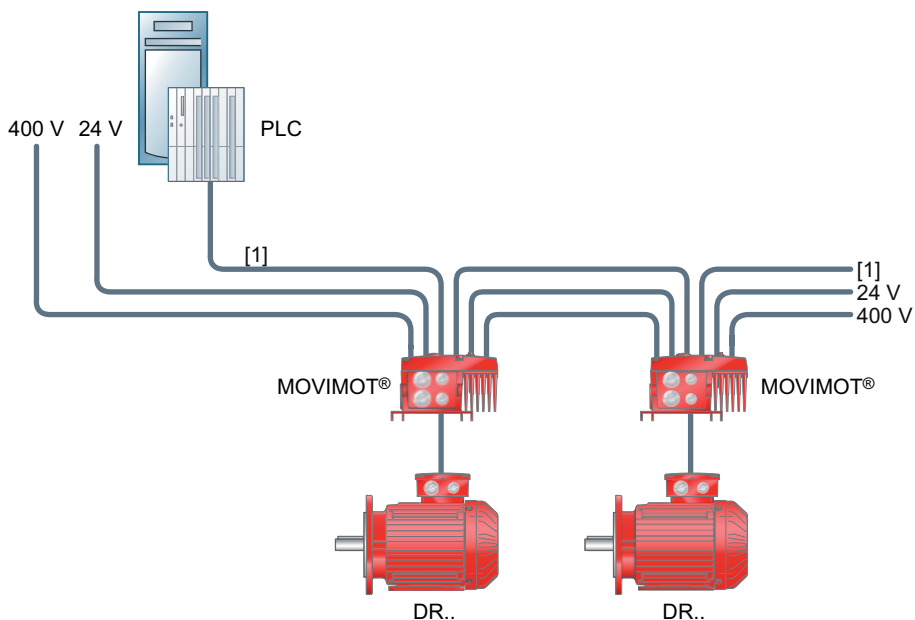 400 V 24 V PLC
[1] [1]
24 V
400 V
MOVIMOT® MOVIMOT®
DR.. DR..